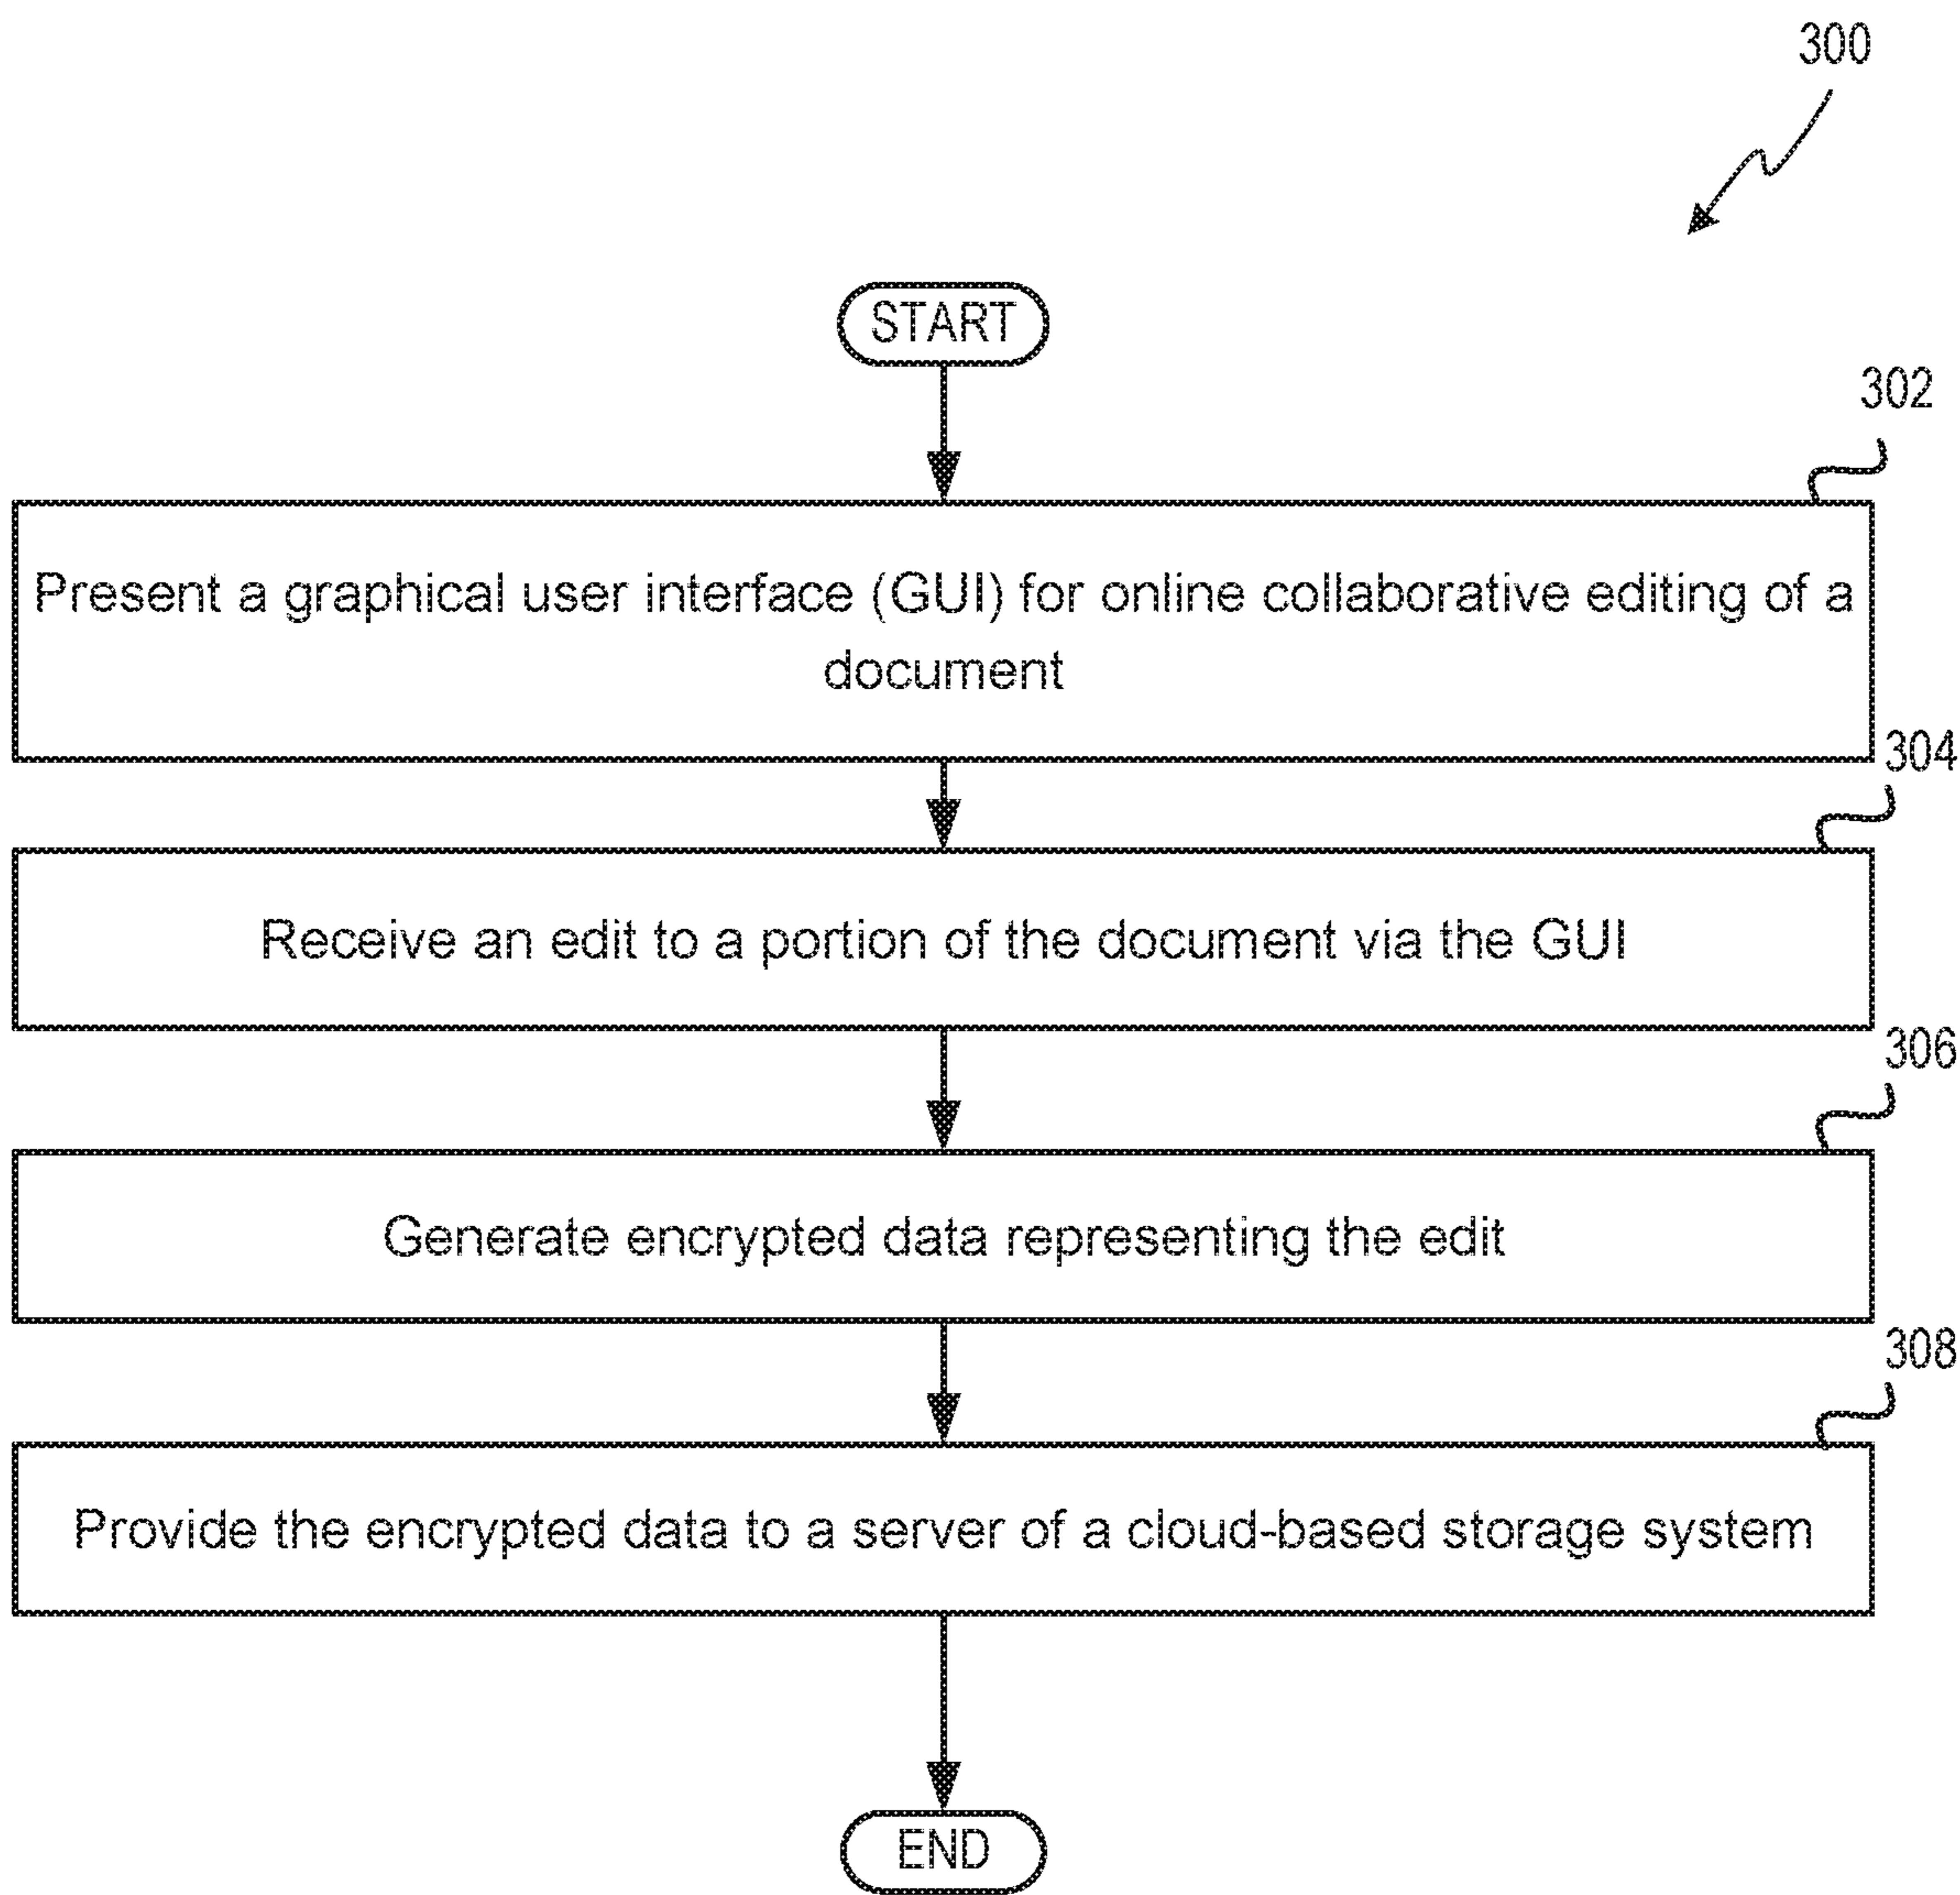 300
START
302
Present a graphical user interface (GUI) for online collaborative editing of a
document
304
Receive an edit to a portion of the document via the GUI
306
Generate encrypted data representing the edit
308
Provide the encrypted data to a server of a cloud-based storage system
END